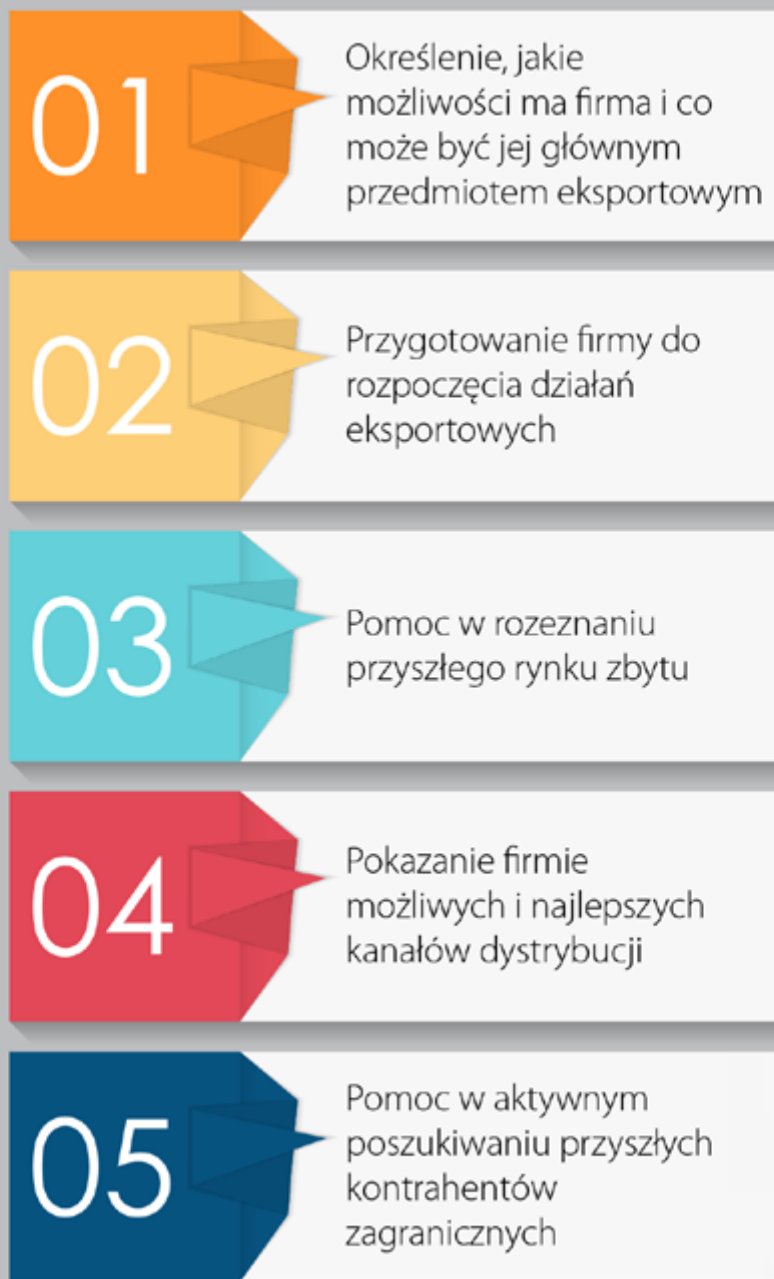 01
Określenie, jakie
możliwości ma firma i co
może być jej głównym
przedmiotem eksportowym
02
Przygotowanie firmy do
rozpoczęcia działań
eksportowych
03
Pomoc w rozeznaniu
przyszłego rynku zbytu
04
Pokazanie firmie
możliwych i najlepszych
kanałów dystrybucji
05
Pomoc w aktywnym
poszukiwaniu przyszłych
kontrahentów
zagranicznych